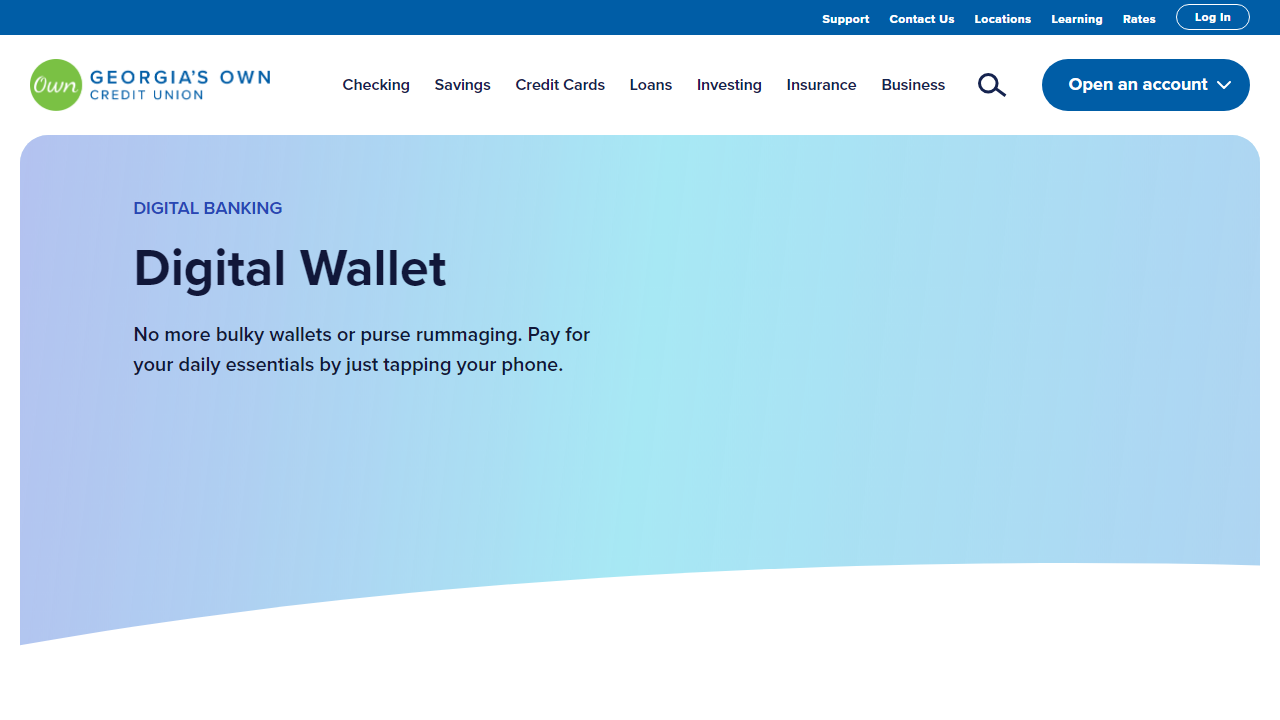 Support Contact Us Locations Learning Rates Log In
Own GEORGIA'S OWN
CREDIT UNION
Checking Savings Credit Cards Loans Investing Insurance Business Open an account
DIGITAL BANKING
Digital Wallet
No more bulky wallets or purse rummaging. Pay for
your daily essentials by just tapping your phone.